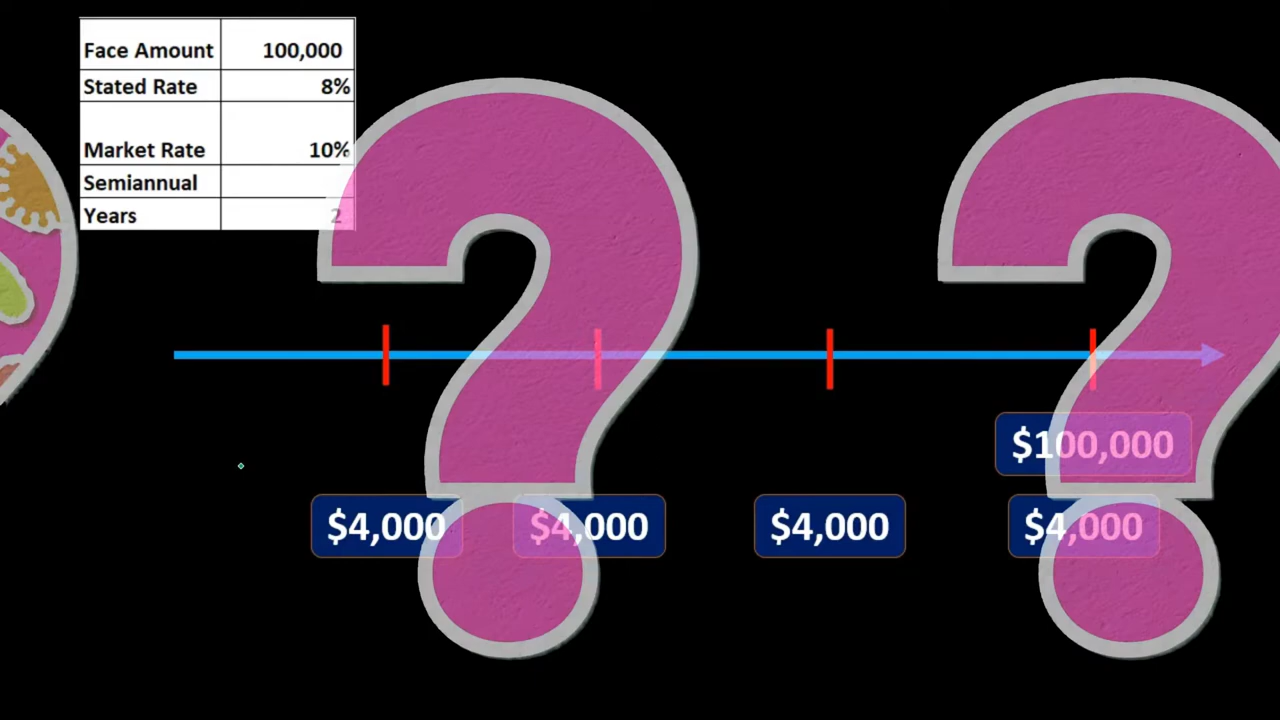 Face Amount 100,000
Stated Rate 8%
Market Rate 10%
Semiannual
Years 2
$100,000
$4,000 $4,000 $4,000 $4,000